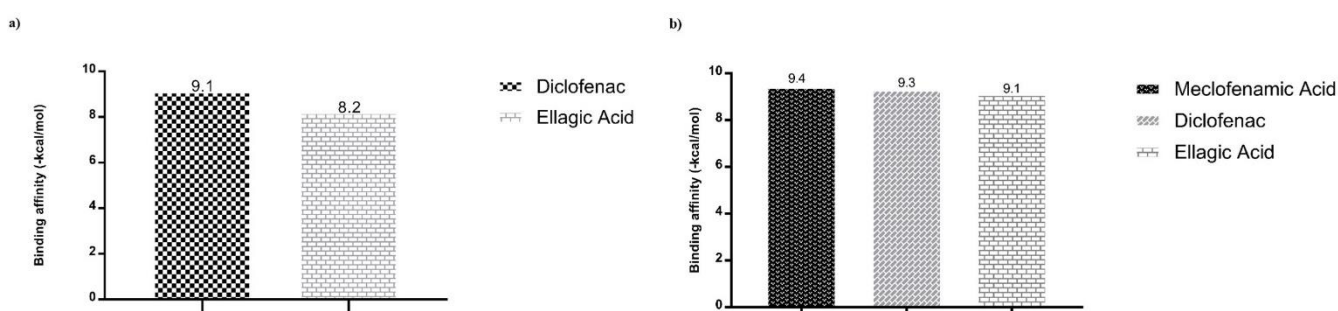 a)
Binding affinity (-kcal/mol)
10
8
6
4
2
0
9.1
8.2
Diclofenac
Ellagic Acid
b)
Binding affinity (-kcal/mol)
10
8
6
4
2
0
9.4
9.3
9.1
Meclofenamic Acid
Diclofenac
Ellagic Acid